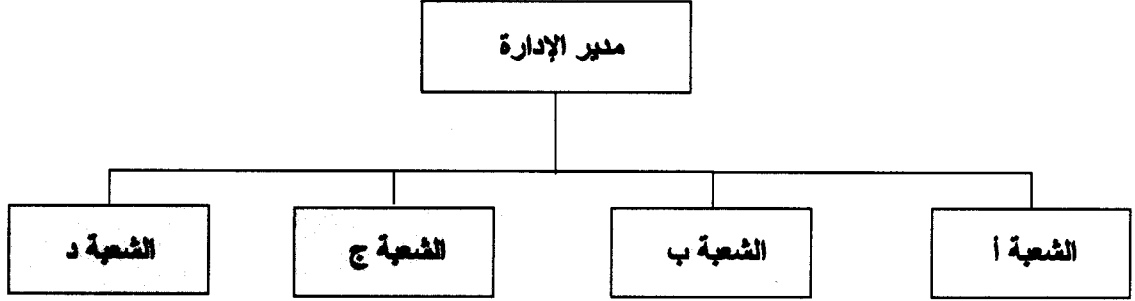 مدير الإدارة
الشعبة أ
الشعبة ب
الشعبة ج
الشعبة د